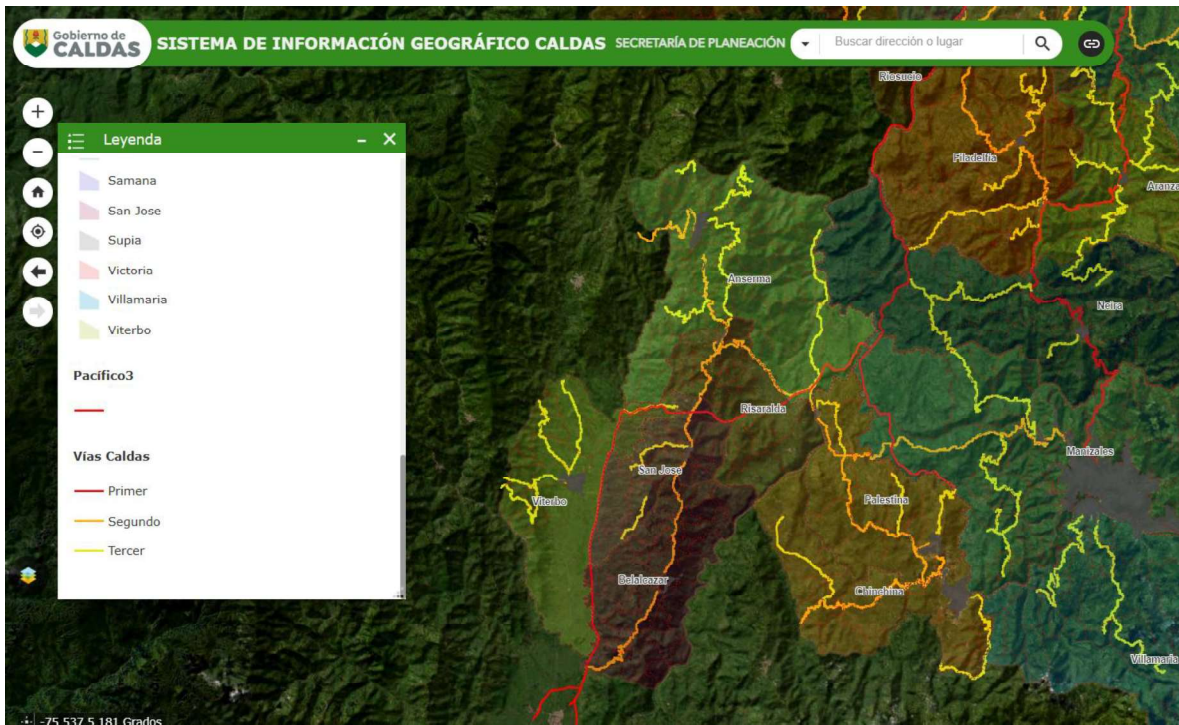 Gobierno de
CALDAS
SISTEMA DE INFORMACIÓN GEOGRÁFICO CALDAS SECRETARÍA DE PLANEACIÓN
Buscar dirección o lugar
Leyenda
Samana
San Jose
Supia
Victoria
Villamaria
Viterbo
Pacífico3
Vías Caldas
Primer
Segundo
Tercer
Riosucio
Filadelfia
Aranza
Anserma
Neira
Risaralda
Manizales
San Jose
Viterbo
Palestina
Belalcazar
Chinchina
Villamaria
-75,537 5,181 Grados